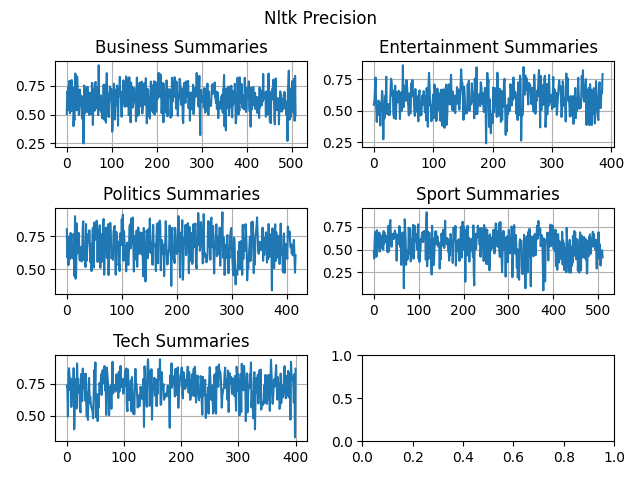 Nltk Precision
Business Summaries
Entertainment Summaries
0.75
0.50
0.25
0 100 200 300 400 500
0.75
0.50
0.25
0 100 200 300 400
Politics Summaries
Sport Summaries
0.75
0.50
0 100 200 300 400
0.75
0.50
0.25
0 100 200 300 400 500
Tech Summaries
0.75
0.50
0 100 200 300 400
1.0
0.5
0.0
0.0 0.2 0.4 0.6 0.8 1.0